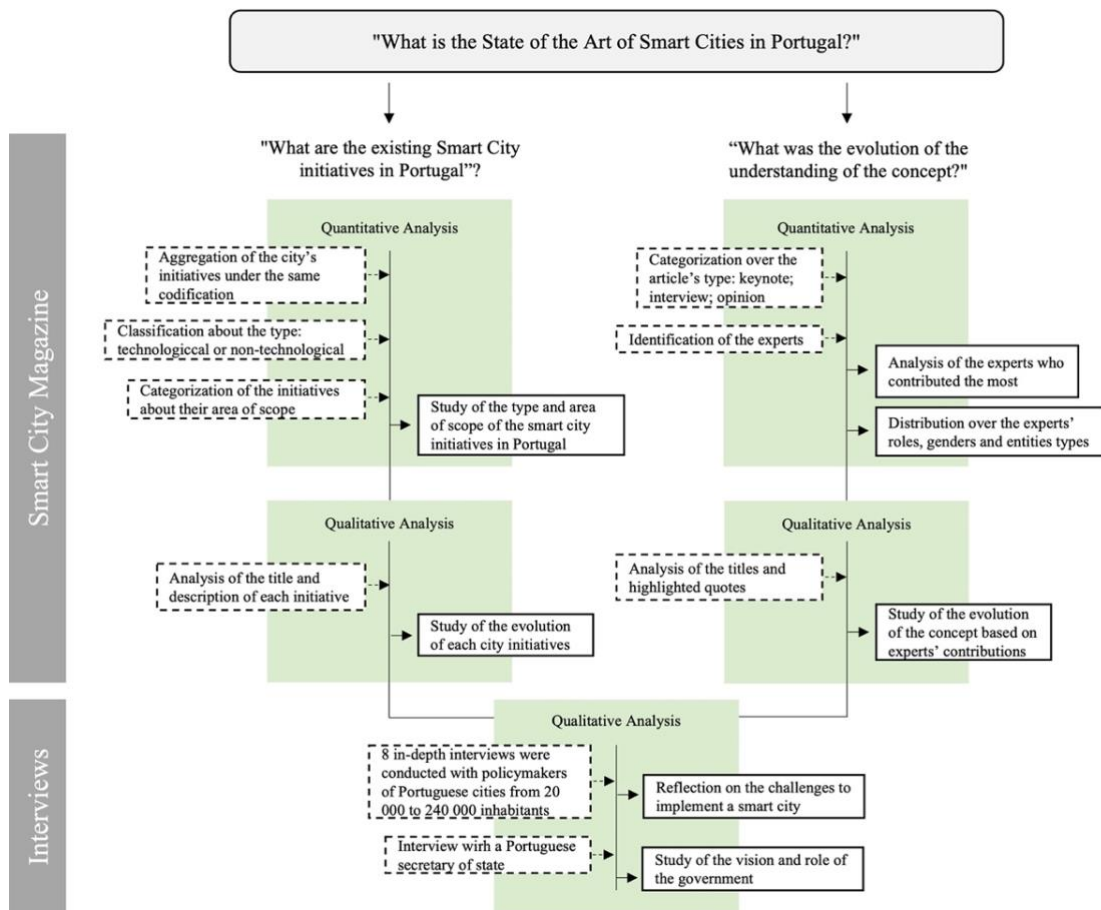 "What is the State of the Art of Smart Cities in Portugal?"
Smart City Magazine
"What are the existing Smart City
initiatives in Portugal”?
Quantitative Analysis
Aggregation of the city’s
initiatives under the same
codification
Classification about the type:
technologiccal or non-technological
Categorization of the initiatives
about their area of scope
Study of the type and area
of scope of the smart city
initiatives in Portugal
Qualitative Analysis
Analysis of the title and
description of each initiative
Study of the evolution
of each city initiatives
“What was the evolution of the
understanding of the concept?"
Quantitative Analysis
Categorization over the
article’s type: keynote;
interview; opinion
Identification of the experts
Analysis of the experts who
contributed the most
Distribution over the experts’
roles, genders and entities types
Qualitative Analysis
Analysis of the titles and
highlighted quotes
Study of the evolution
of the concept based on
experts’ contributions
Interviews
Qualitative Analysis
8 in-depth interviews were
conducted with policymakers
of Portuguese cities from 20
000 to 240 000 inhabitants
Reflection on the challenges to
implement a smart city
Interview wirh a Portuguese
secretary of state
Study of the vision and role of
the government